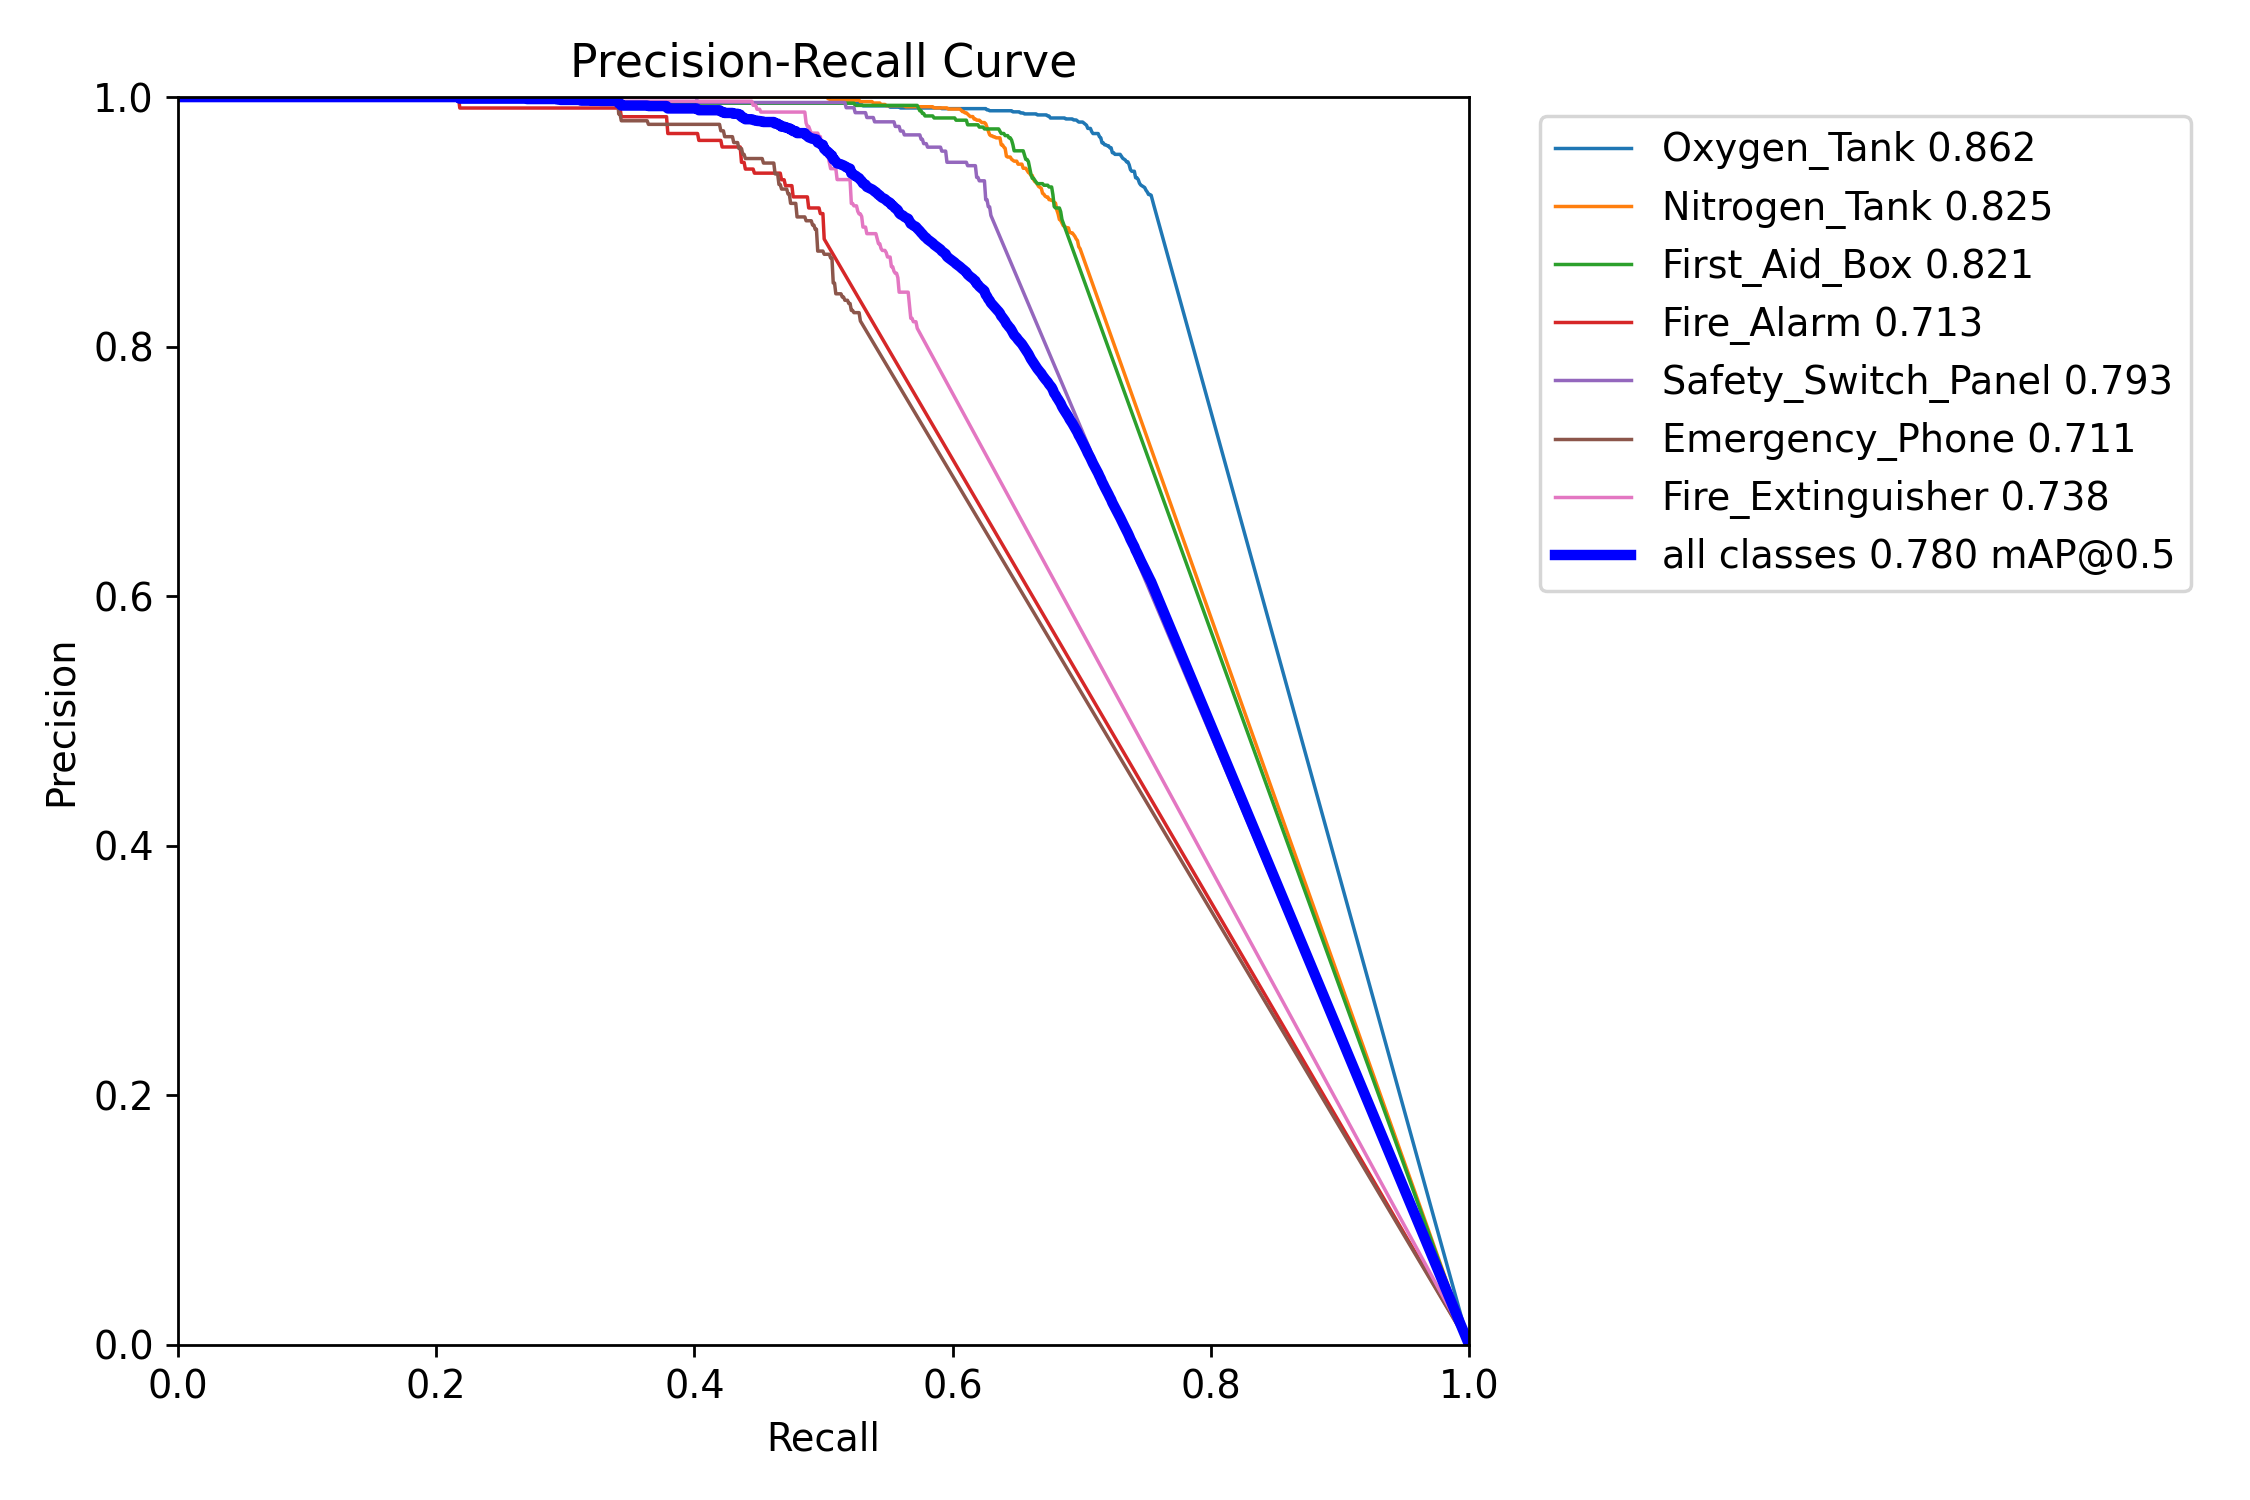 Precision-Recall Curve
1.0
0.8
0.6
0.4
0.2
0.0
Precision
0.0 0.2 0.4 0.6 0.8 1.0
Recall
Oxygen_Tank 0.862
Nitrogen_Tank 0.825
First_Aid_Box 0.821
Fire_Alarm 0.713
Safety_Switch_Panel 0.793
Emergency_Phone 0.711
Fire_Extinguisher 0.738
all classes 0.780 mAP@0.5